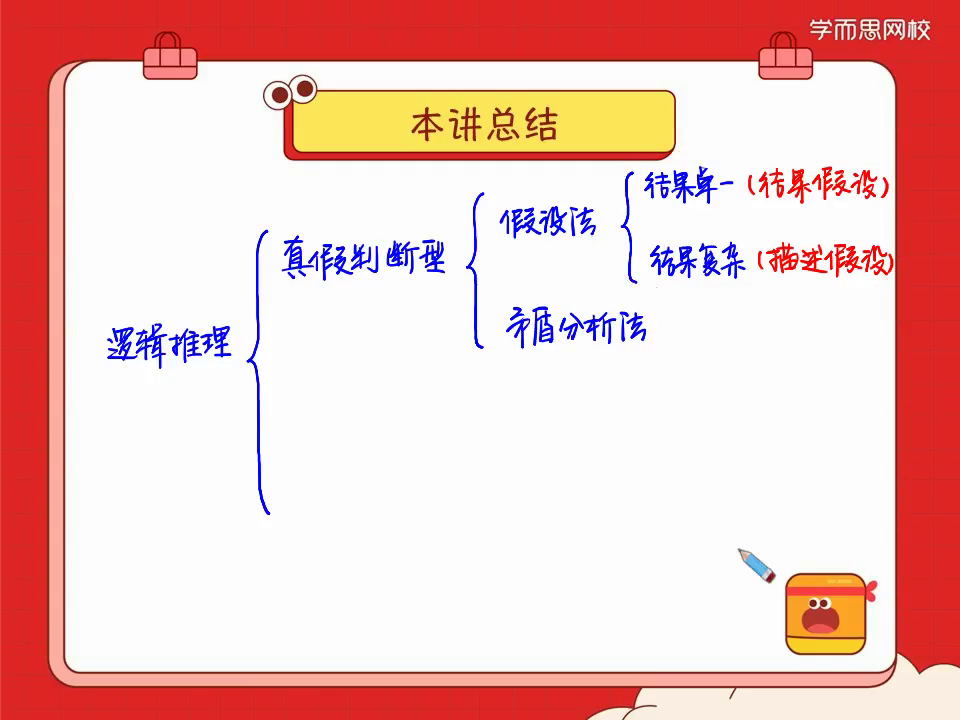 学而思网校
本讲总结
结果单一(结果假设)
假设法
真假判断型
结果复杂(描述假设)
矛盾分析法
逻辑推理